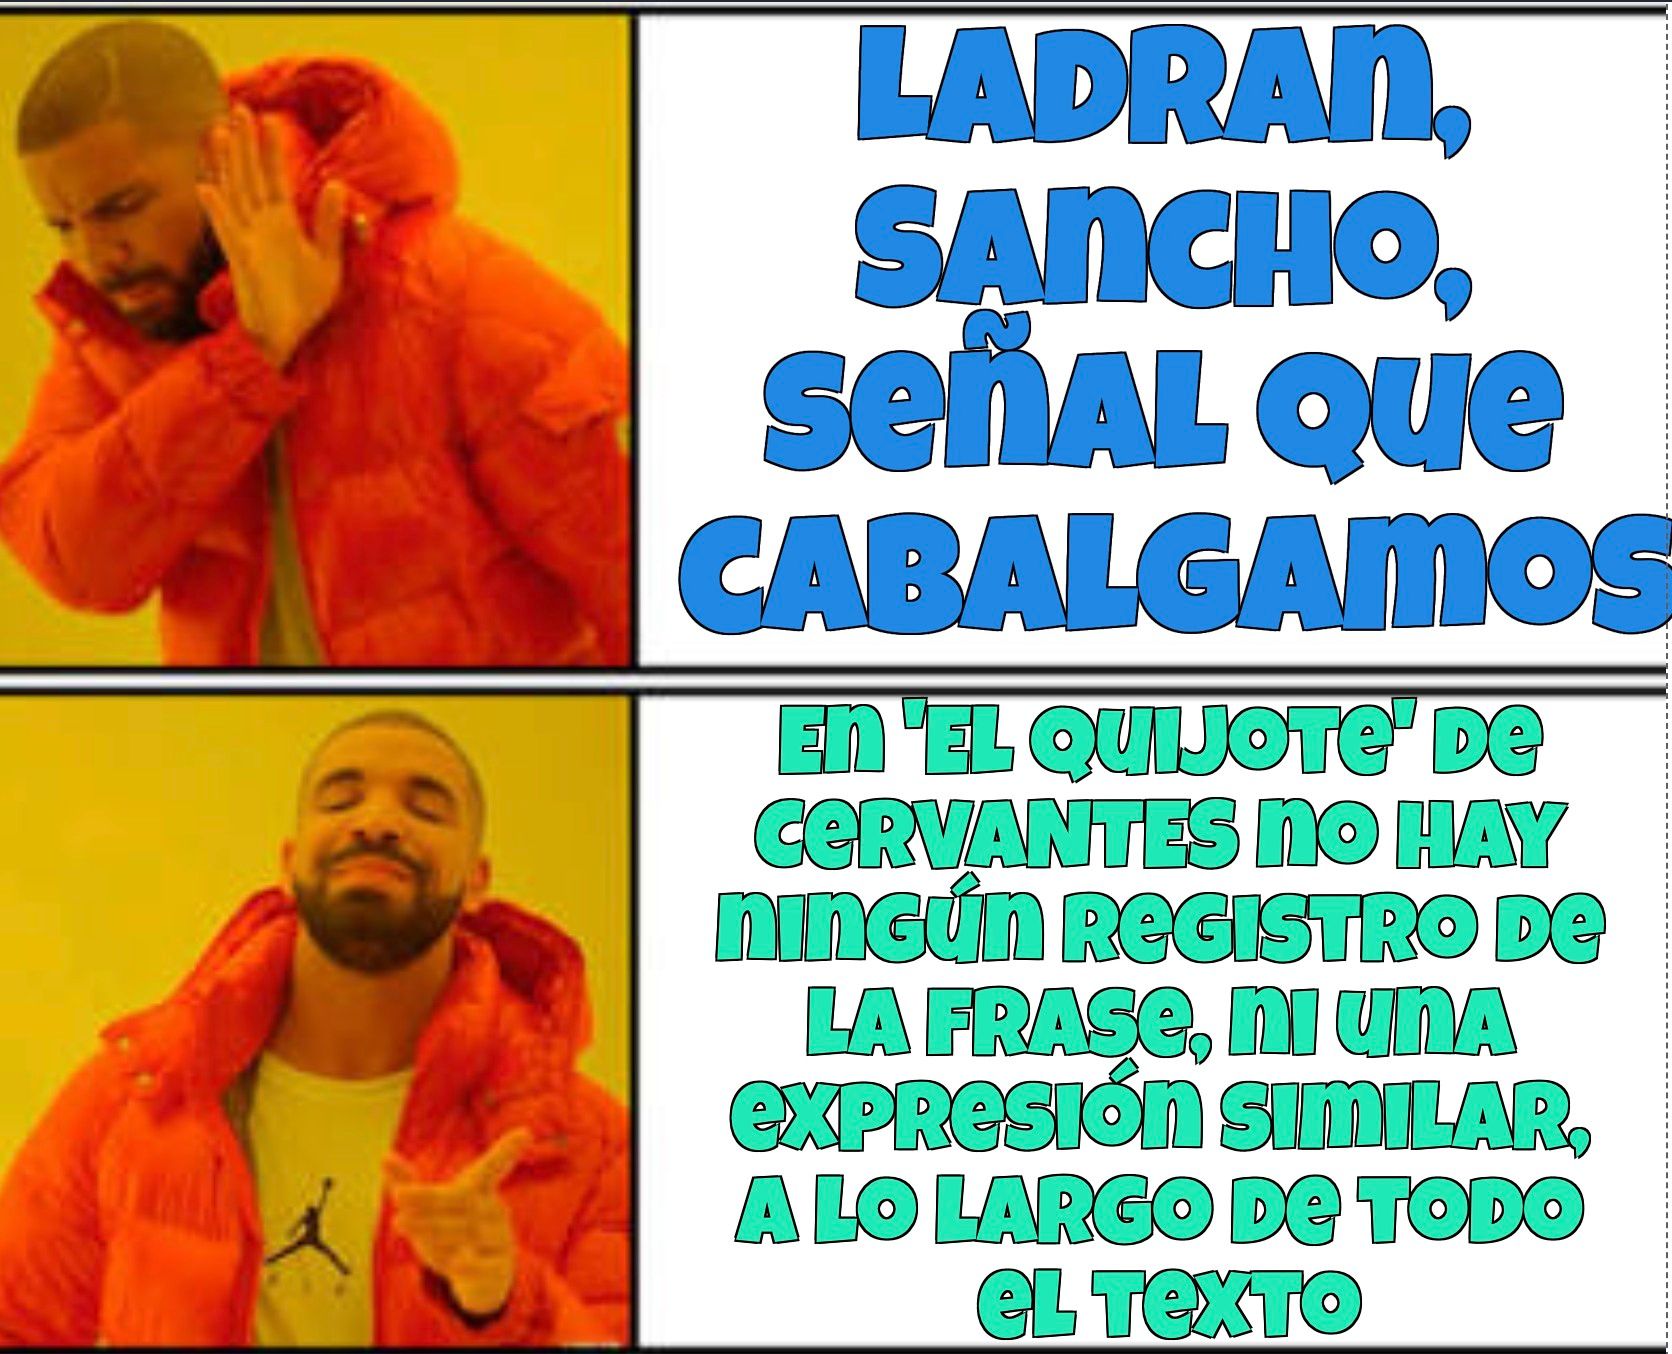 LADRAN,
SANCHO,
SEÑAL QUE
CABALGAMOS
EN 'EL QUIJOTE' DE
CERVANTES NO HAY
NINGÚN REGISTRO DE
LA FRASE, NI UNA
EXPRESIÓN SIMILAR,
A LO LARGO DE TODO
EL TEXTO